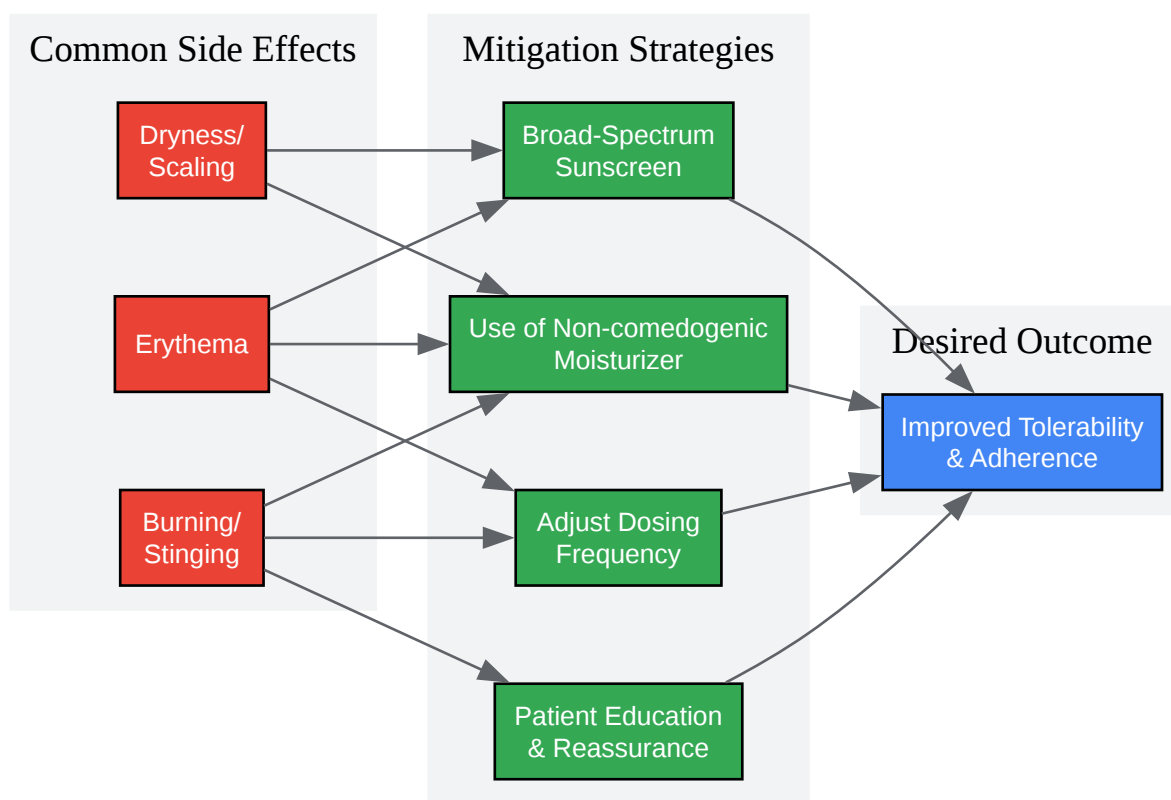 Common Side Effects
Dryness/
Scaling
Erythema
Burning/
Stinging
Mitigation Strategies
Broad-Spectrum
Sunscreen
Use of Non-comedogenic
Moisturizer
Adjust Dosing
Frequency
Patient Education
& Reassurance
Desired Outcome
Improved Tolerability
& Adherence